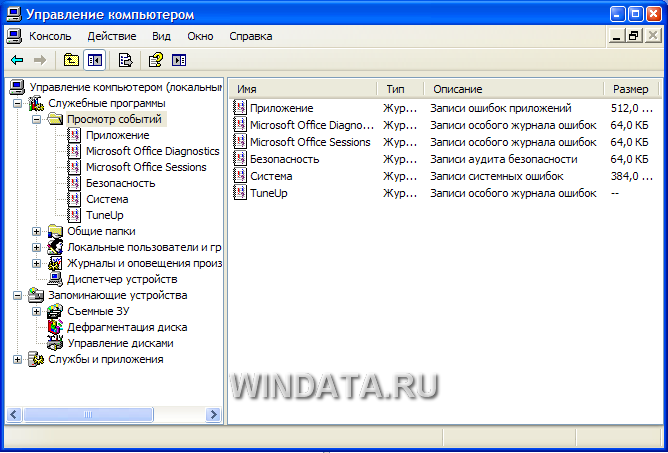 Управление компьютером
Консоль Действие Вид Окно Справка
Управление компьютером (локальным
Служебные программы
Просмотр событий
Приложение
Microsoft Office Diagnostics
Microsoft Office Sessions
Безопасность
Система
TuneUp
Общие папки
Локальные пользователи и гр
Журналы и оповещения произ
Диспетчер устройств
Запоминающие устройства
Съемные ЗУ
Дефрагментация диска
Управление дисками
Службы и приложения
Имя Тип Описание Размер
Приложение Жур... Записи ошибок приложений 512,0 ...
Microsoft Office Diagno... Жур... Записи особого журнала ошибок 64,0 КБ
Microsoft Office Sessions Жур... Записи особого журнала ошибок 64,0 КБ
Безопасность Жур... Записи аудита безопасности 64,0 КБ
Система Жур... Записи системных ошибок 384,0 ...
TuneUp Жур... Записи особого журнала ошибок --
WINDATA.RU